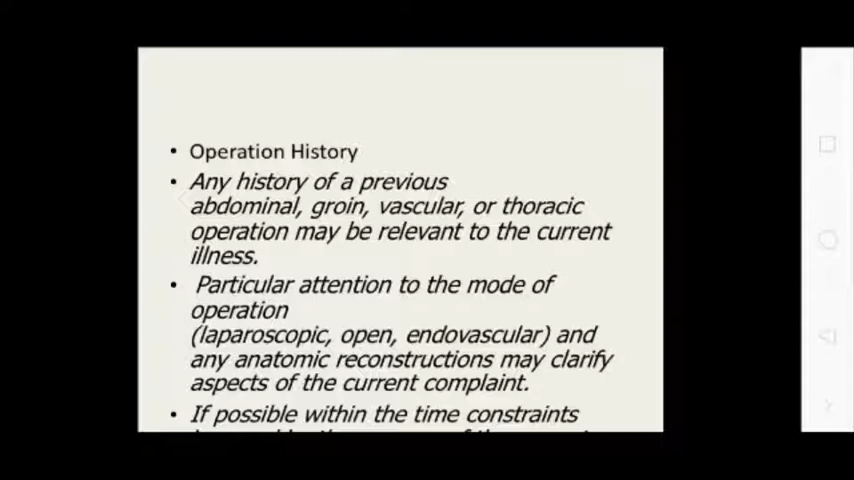 • Operation History
• Any history of a previous
abdominal, groin, vascular, or thoracic
operation may be relevant to the current
illness.
• Particular attention to the mode of
operation
(laparoscopic, open, endovascular) and
any anatomic reconstructions may clarify
aspects of the current complaint.
• If possible within the time constraints